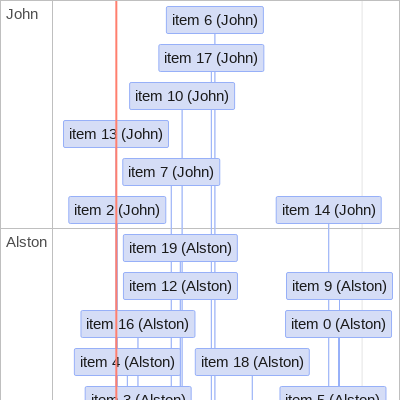 John
item 6 (John)
item 17 (John)
item 10 (John)
item 13 (John)
item 7 (John)
item 2 (John)
item 14 (John)
Alston
item 19 (Alston)
item 12 (Alston)
item 9 (Alston)
item 16 (Alston)
item 0 (Alston)
item 4 (Alston)
item 18 (Alston)
item 3 (Alston)
item 5 (Alston)